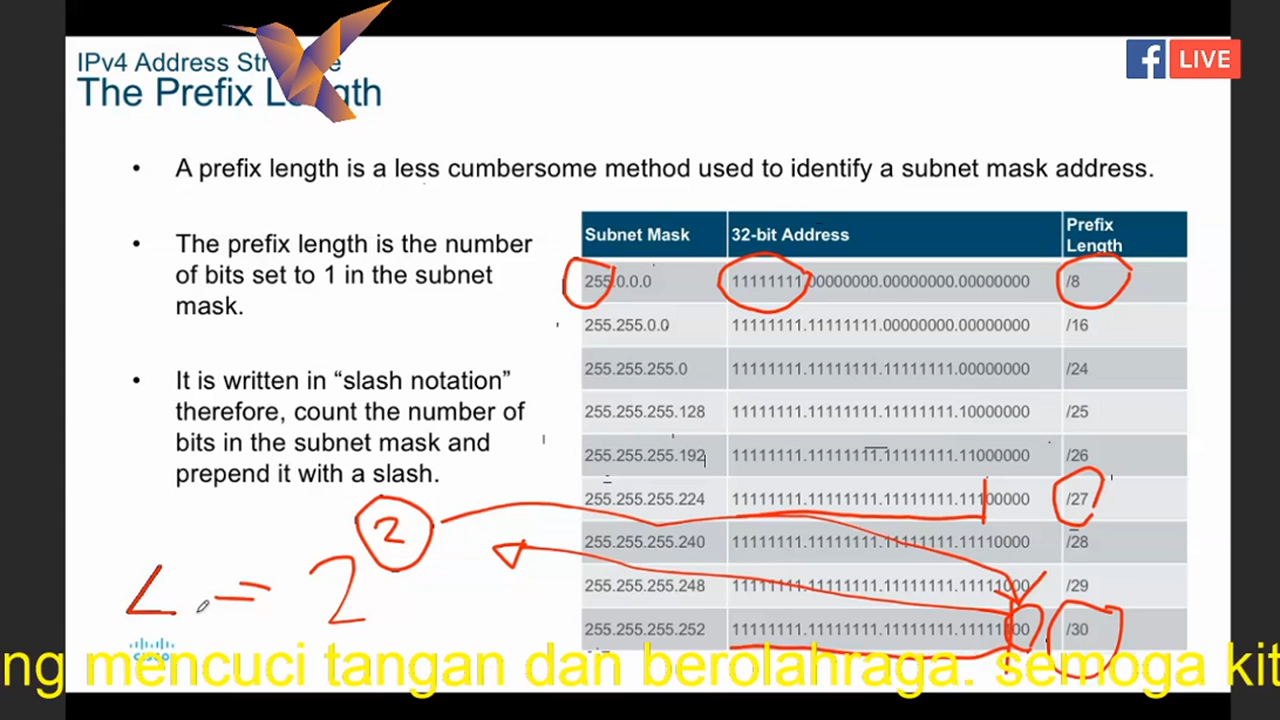 IPv4 Address Str e
The Prefix Length
LIVE
A prefix length is a less cumbersome method used to identify a subnet mask address.
The prefix length is the number
of bits set to 1 in the subnet
mask.
It is written in “slash notation”
therefore, count the number of
bits in the subnet mask and
prepend it with a slash.
Subnet Mask 32-bit Address Prefix Length
255.0.0.0 11111111.00000000.00000000.00000000 /8
255.255.0.0 11111111.11111111.00000000.00000000 /16
255.255.255.0 11111111.11111111.11111111.00000000 /24
255.255.255.128 11111111.11111111.11111111.10000000 /25
255.255.255.192 11111111.11111111.11111111.11000000 /26
255.255.255.224 11111111.11111111.11111111.11100000 /27
255.255.255.240 11111111.11111111.11111111.11110000 /28
255.255.255.248 11111111.11111111.11111111.11111000 /29
255.255.255.252 11111111.11111111.11111111.11111100 /30
= 2 2
cisco
ng mencuci tangan dan berolahraga. semoga kit